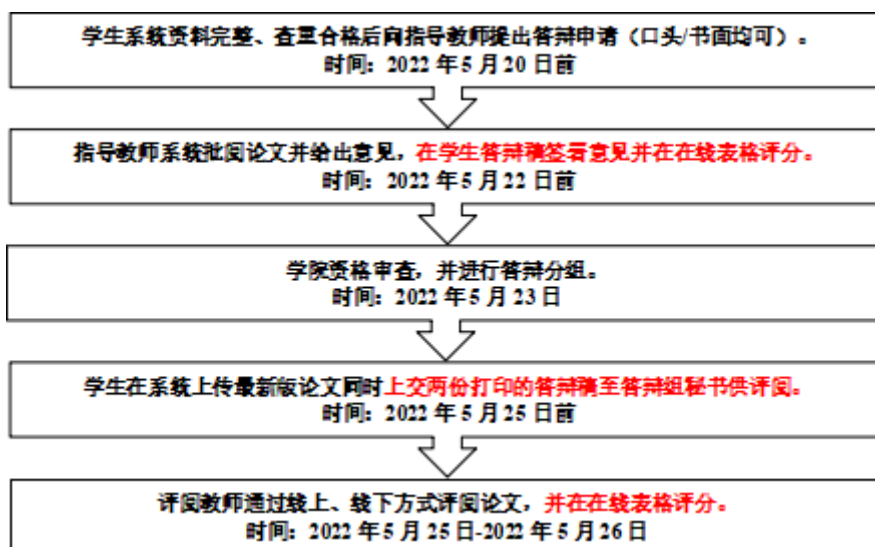 学生系统资料完整、查重合格后向指导教师提出答辩申请（口头/书面均可）。
时间：2022 年 5 月 20 日前
指导教师系统批阅论文并给出意见，在学生答辩稿签署意见并在在线表格评分。
时间：2022 年 5 月 22 日前
学院资格审查，并进行答辩分组。
时间：2022 年 5 月 23 日
学生在系统上传最新版论文同时上交两份打印的答辩稿至答辩组秘书供评阅。
时间：2022 年 5 月 25 日前
评阅教师通过线上、线下方式评阅论文，并在在线表格评分。
时间：2022 年 5 月 25 日-2022 年 5 月 26 日